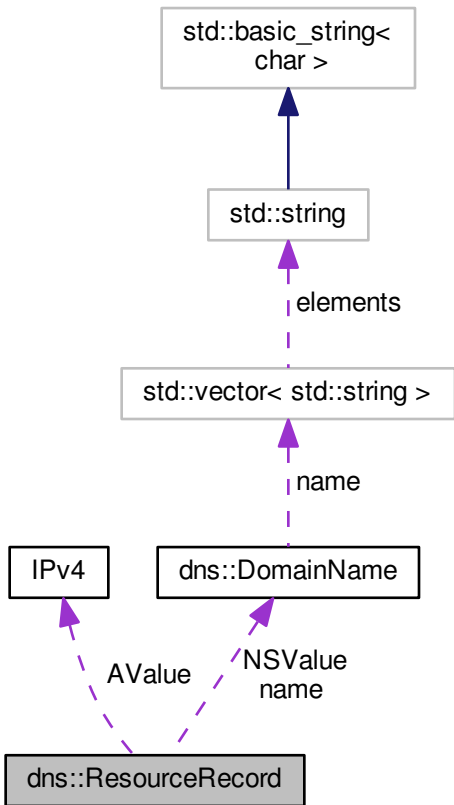 std::basic_string<
char >
std::string
elements
std::vector< std::string >
name
IPv4
dns::DomainName
AValue
NSValue
name
dns::ResourceRecord